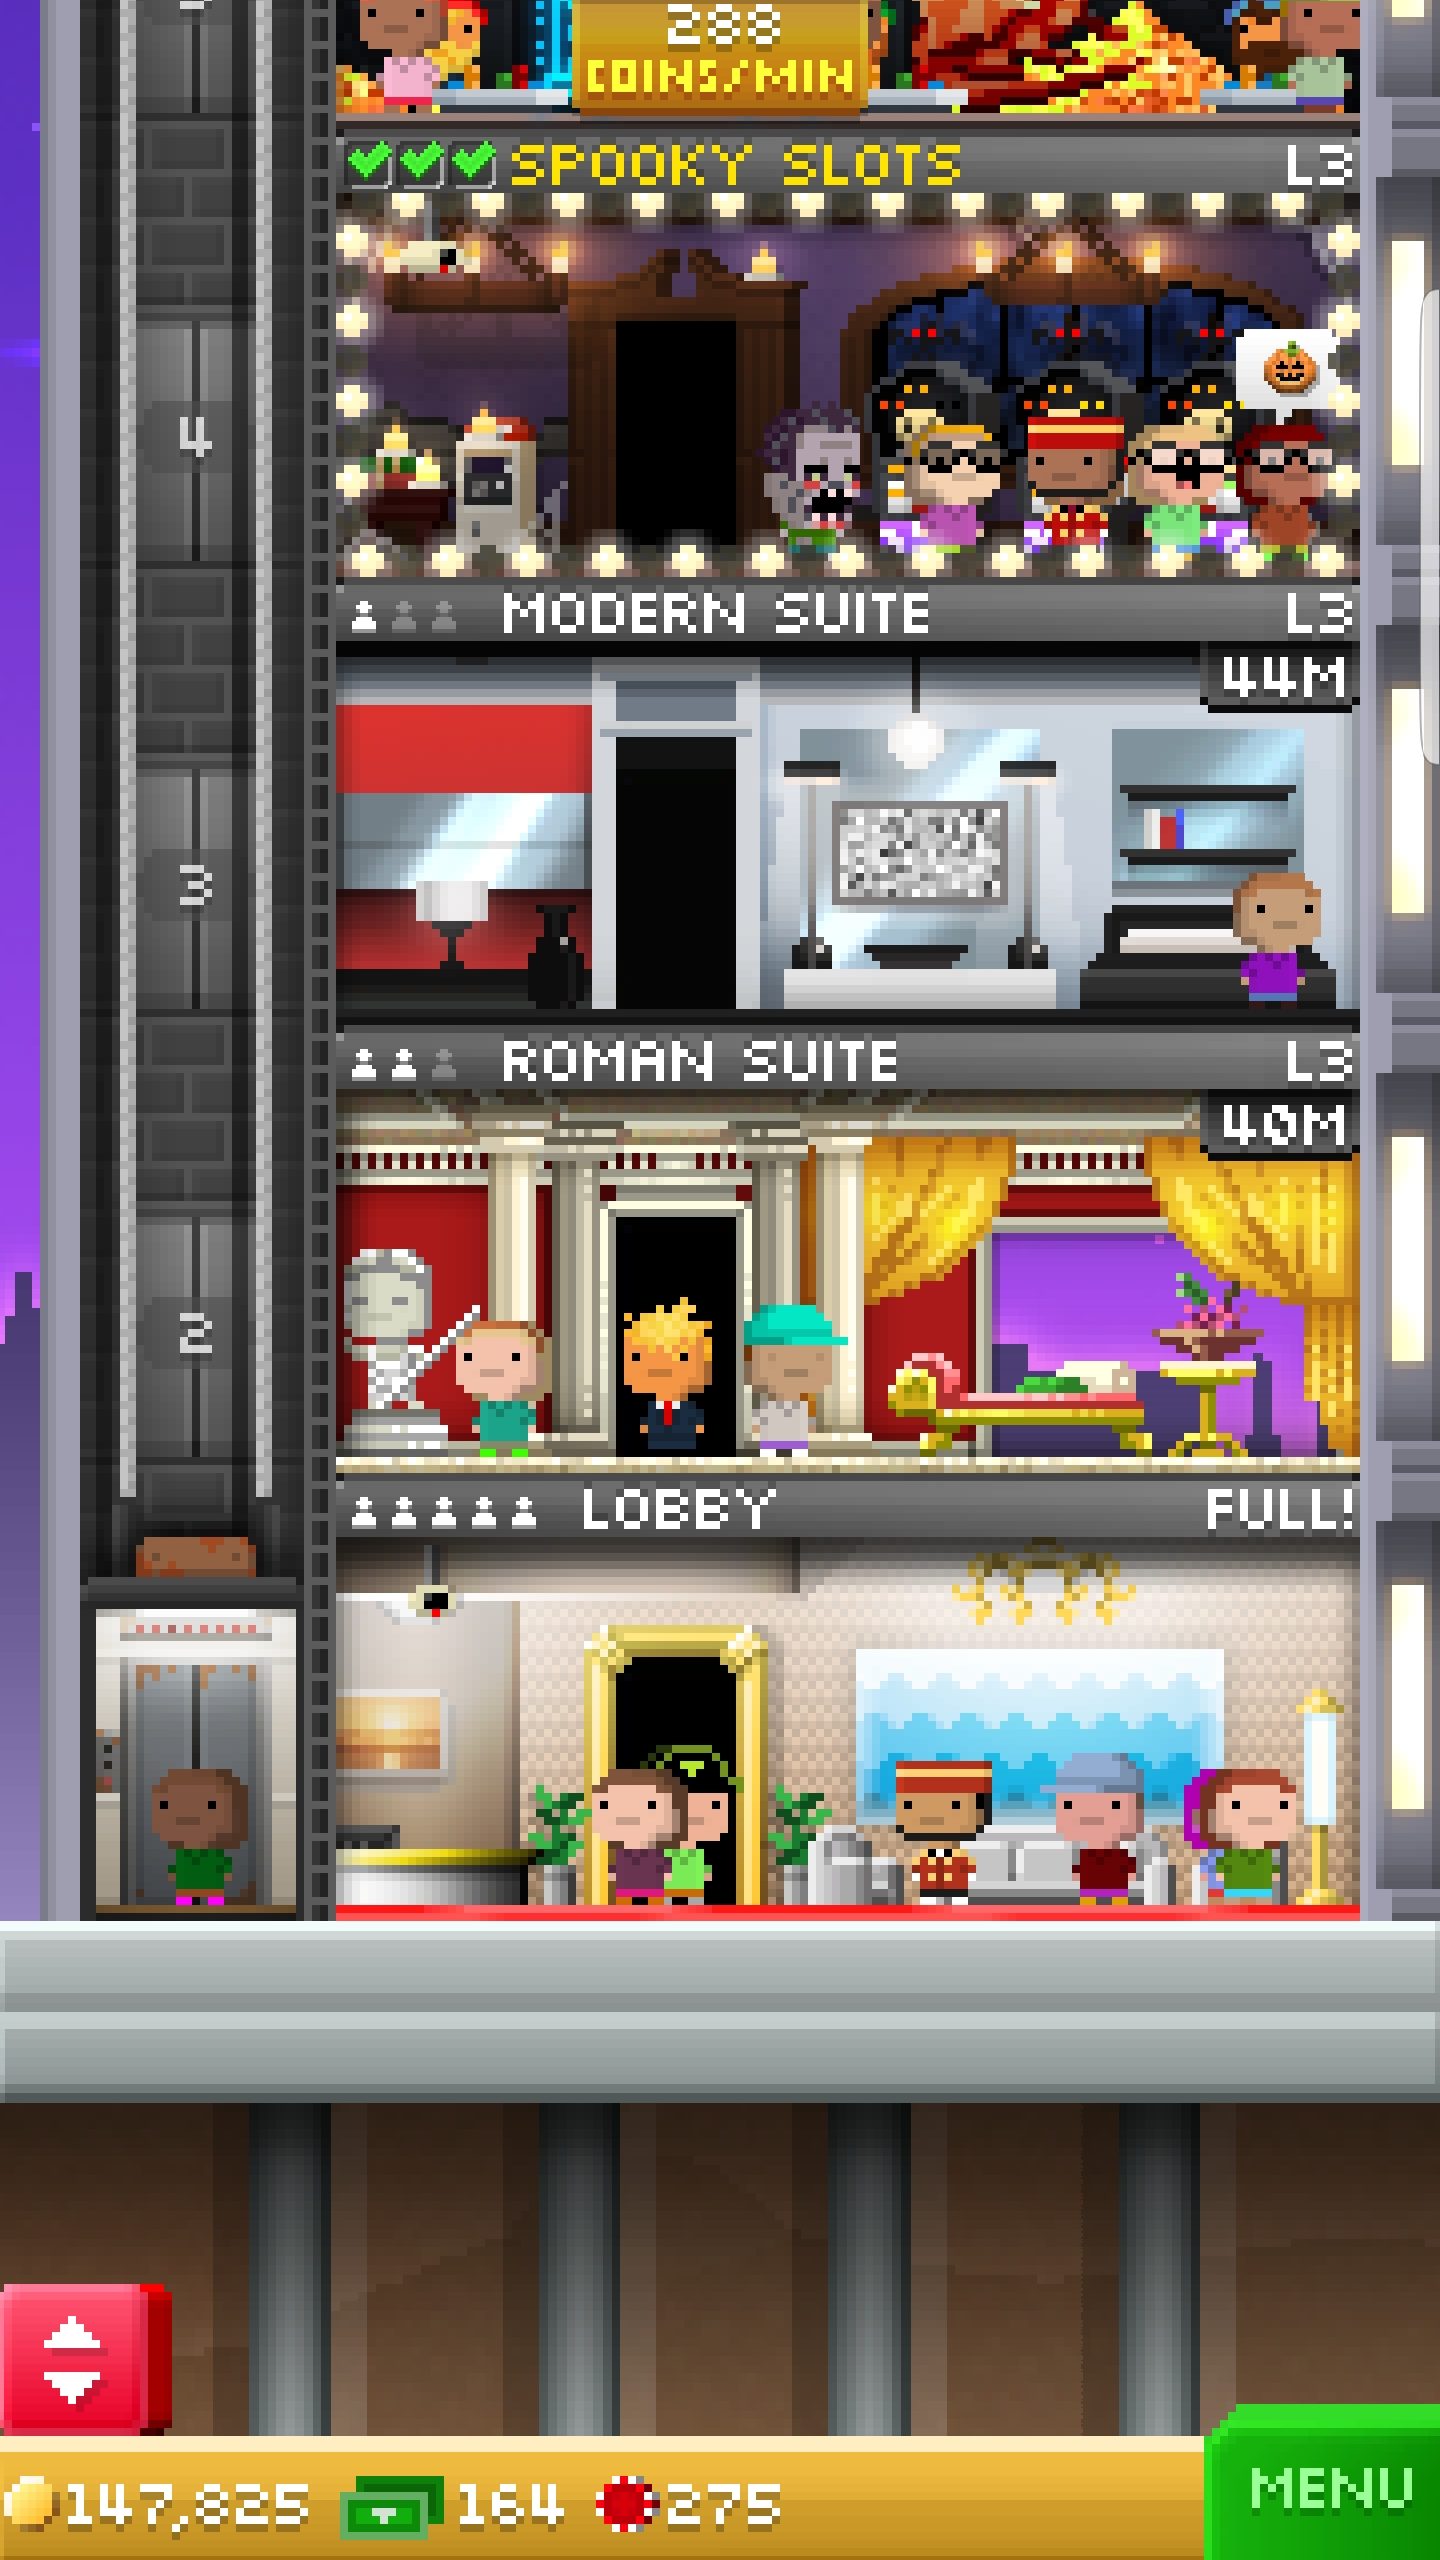 288
COINS/MIN
SPOOKY SLOTS L3
4
MODERN SUITE L3
44M
3
ROMAN SUITE L3
40M
2
LOBBY FULL!
147,825 164 275
MENU